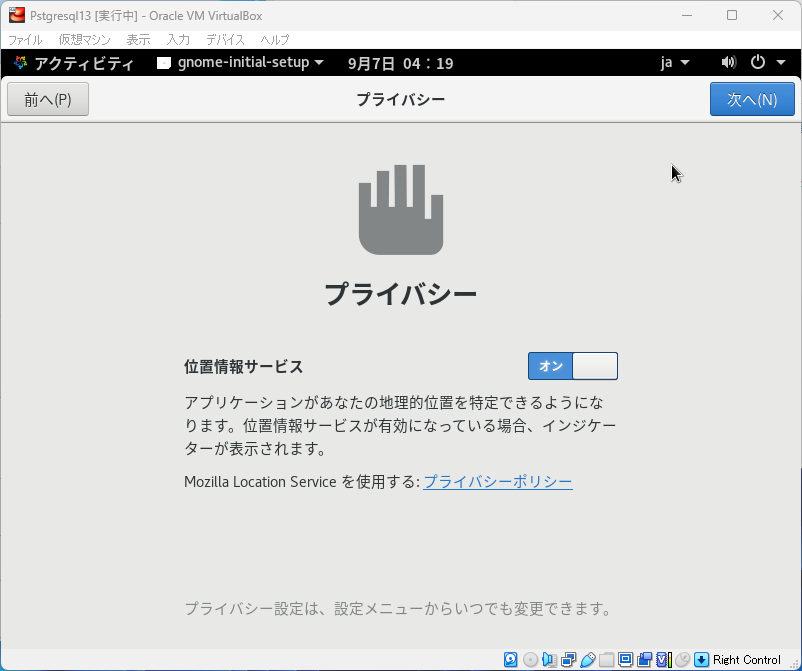 Pstgresql13 [実行中] - Oracle VM VirtualBox
ファイル 仮想マシン 表示 入力 デバイス ヘルプ
アクティビティ gnome-initial-setup 9月7日 04：19 ja
前へ(P) プライバシー 次へ(N)
プライバシー
位置情報サービス オン
アプリケーションがあなたの地理的位置を特定できるようにな
ります。位置情報サービスが有効になっている場合、インジケー
ターが表示されます。
Mozilla Location Service を使用する: プライバシーポリシー
プライバシー設定は、設定メニューからいつでも変更できます。
Right Control